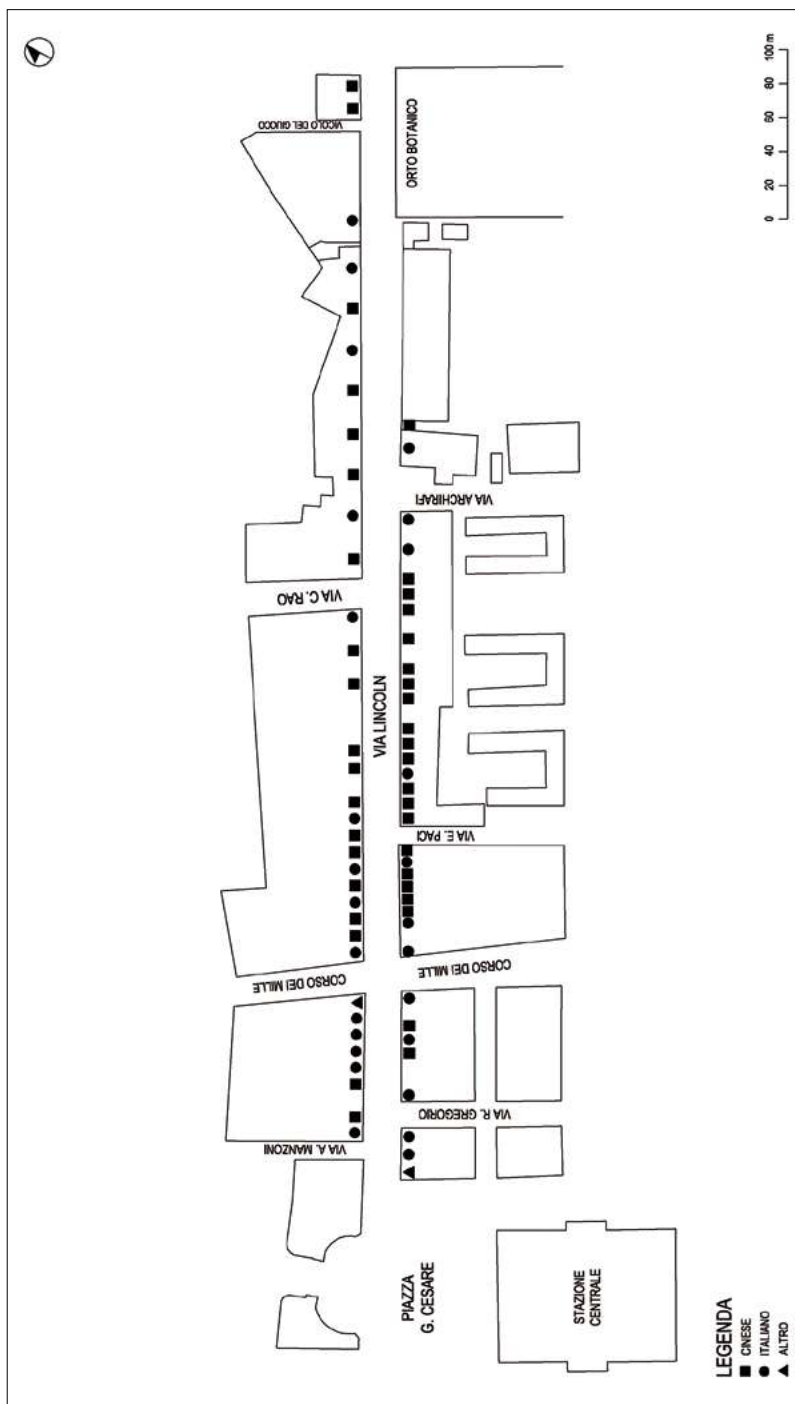 VICOLO DEL GIUOCO
ORTO BOTANICO
0 20 40 60 80 100 m
VIA ARCHIRAFI
VIA C. RAO
VIA LINCOLN
VIA E. PACI
CORSO DEI MILLE
CORSO DEI MILLE
VIA R. GREGORIO
VIA A. MANZONI
PIAZZA
G. CESARE
STAZIONE
CENTRALE
LEGENDA
CINESE
ITALIANO
ALTRO